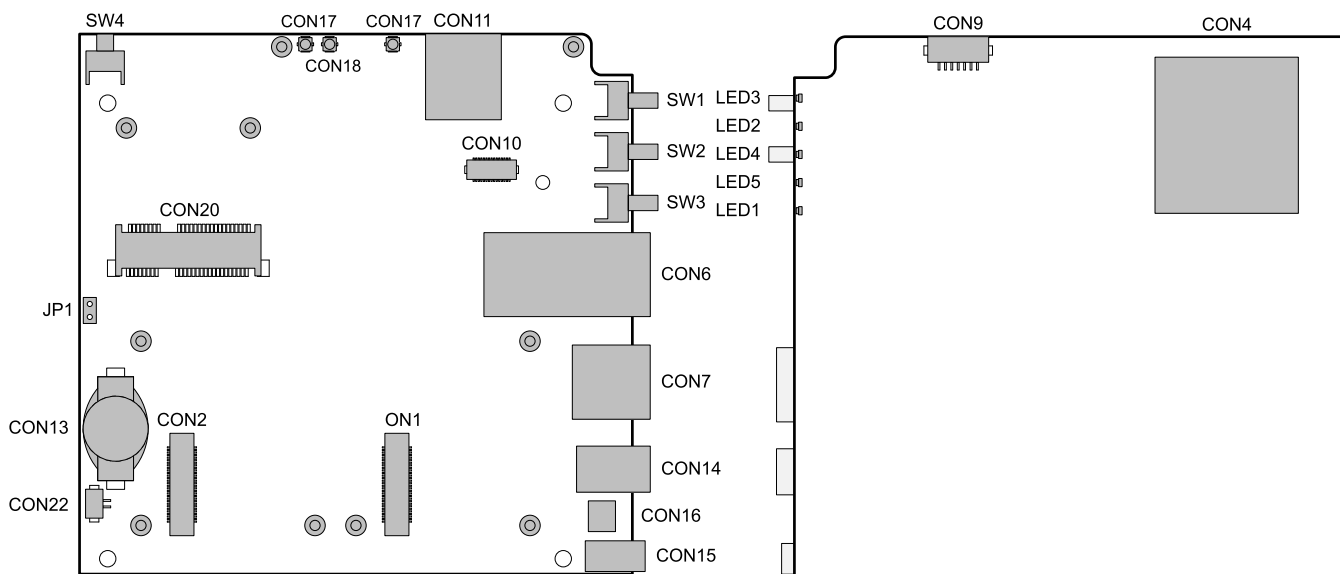 SW4
CON17
CON17
CON11
CON18
CON9
CON4
SW1
LED3
LED2
CON10
SW2
LED4
LED5
SW3
LED1
CON20
CON6
JP1
CON7
CON13
CON2
ON1
CON14
CON22
CON16
CON15